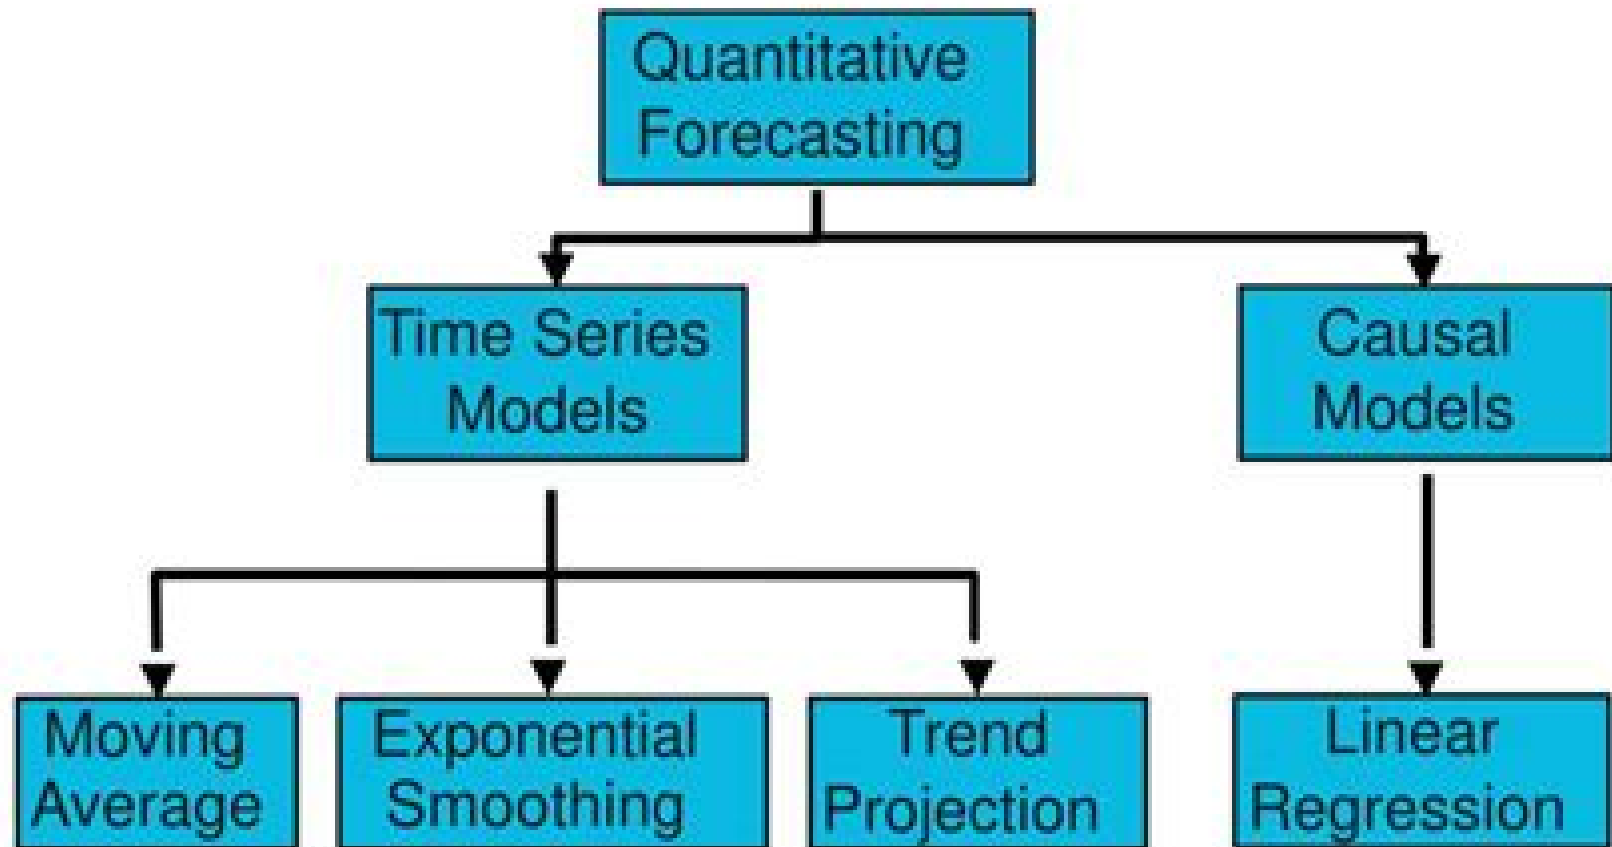 Quantitative
Forecasting
Time Series
Models
Causal
Models
Moving
Average
Exponential
Smoothing
Trend
Projection
Linear
Regression